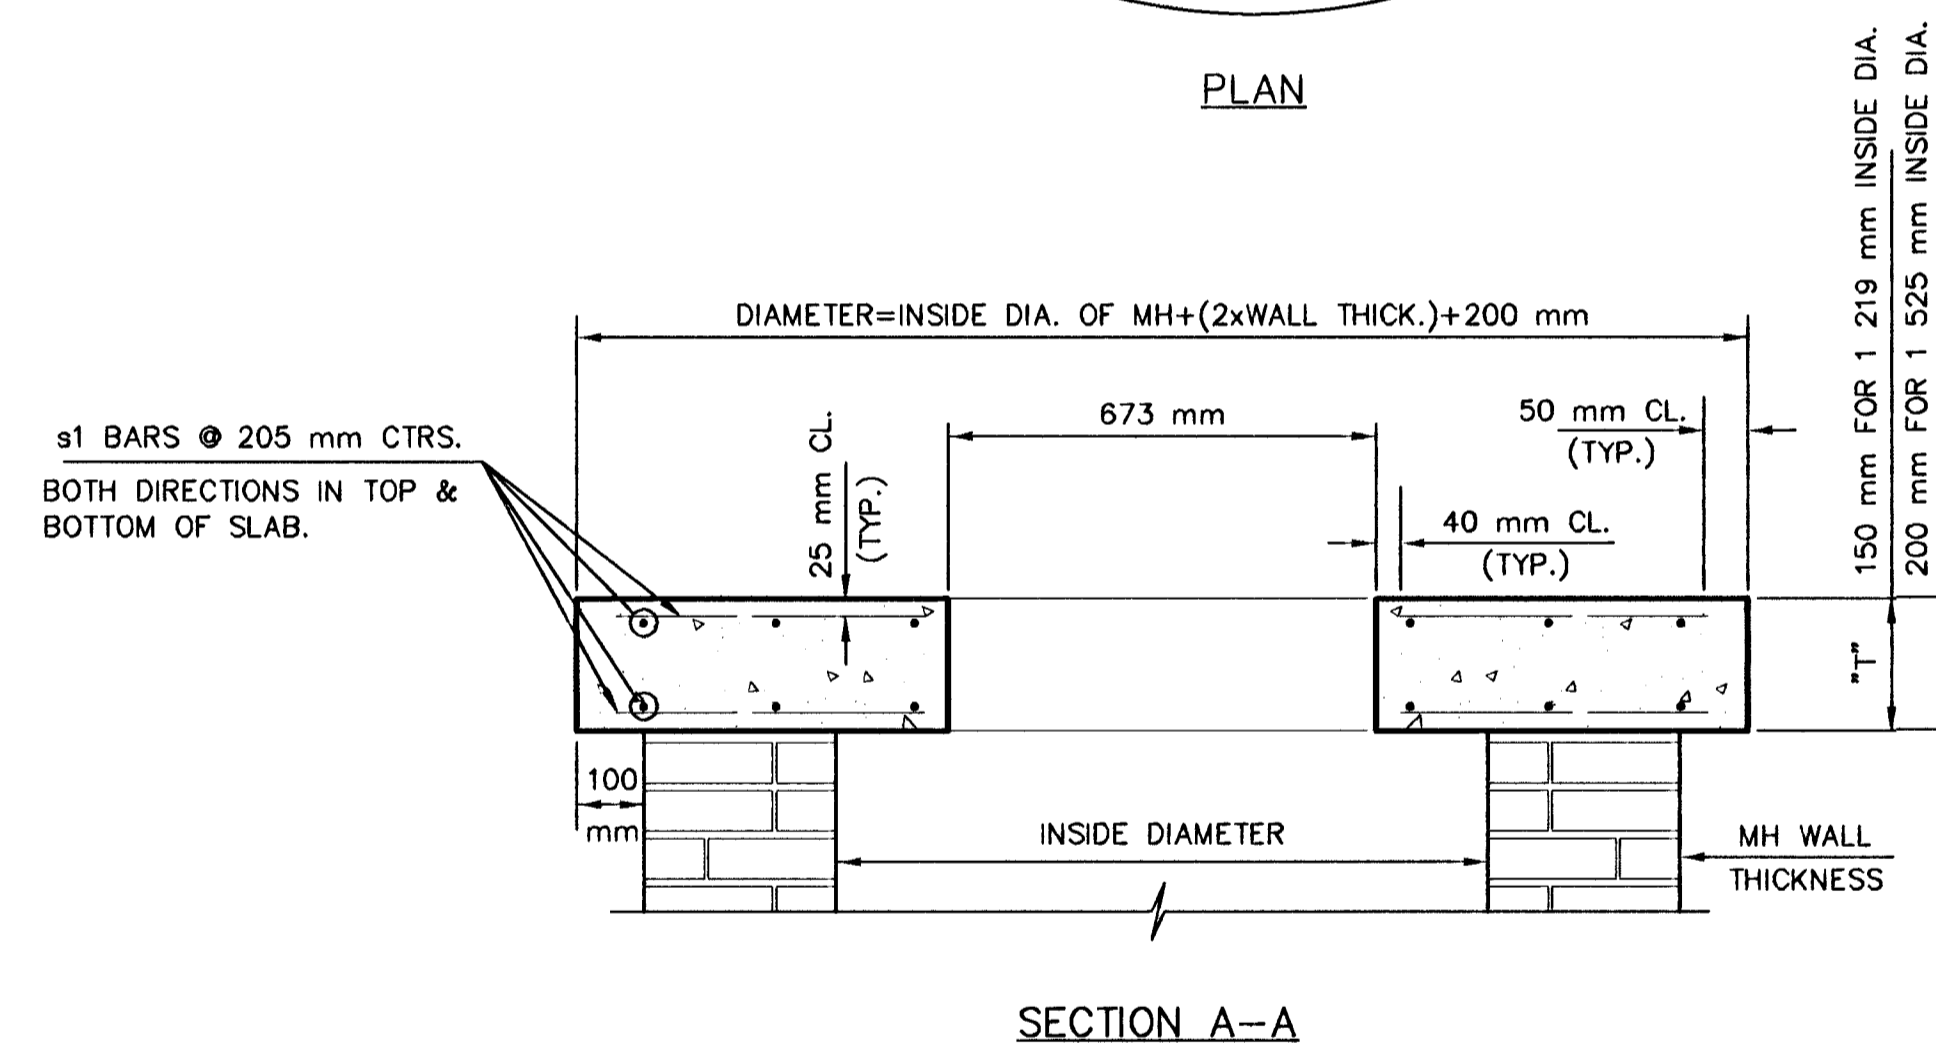 PLAN
150 mm FOR 1 219 mm INSIDE DIA.
200 mm FOR 1 525 mm INSIDE DIA.
DIAMETER=INSIDE DIA. OF MH+(2xWALL THICK.)+200 mm
673 mm
50 mm CL.
(TYP.)
s1 BARS @ 205 mm CTRS.
BOTH DIRECTIONS IN TOP &
BOTTOM OF SLAB.
25 mm CL.
(TYP.)
40 mm CL.
(TYP.)
"T"
100
mm
INSIDE DIAMETER
MH WALL
THICKNESS
SECTION A-A